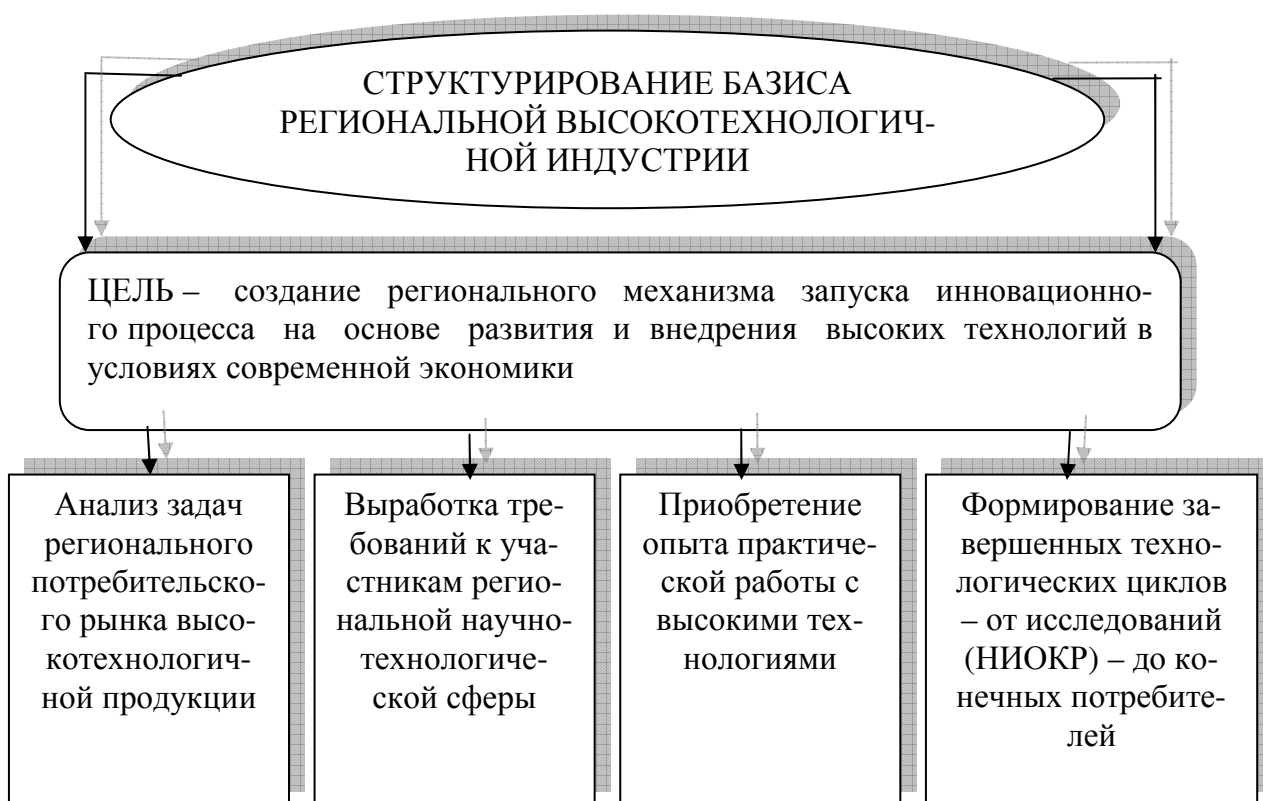 СТРУКТУРИРОВАНИЕ БАЗИСА
РЕГИОНАЛЬНОЙ ВЫСОКОТЕХНОЛОГИЧ-
НОЙ ИНДУСТРИИ
ЦЕЛЬ – создание регионального механизма запуска инновационно-
го процесса на основе развития и внедрения высоких технологий в
условиях современной экономики
Анализ задач
регионального
потребительско-
го рынка высо-
котехнологич-
ной продукции
Выработка тре-
бований к уча-
стникам регио-
нальной научно-
технологиче-
ской сферы
Приобретение
опыта практиче-
ской работы с
высокими тех-
нологиями
Формирование за-
вершенных техно-
логических циклов
– от исследований
(НИОКР) – до ко-
нечных потребите-
лей